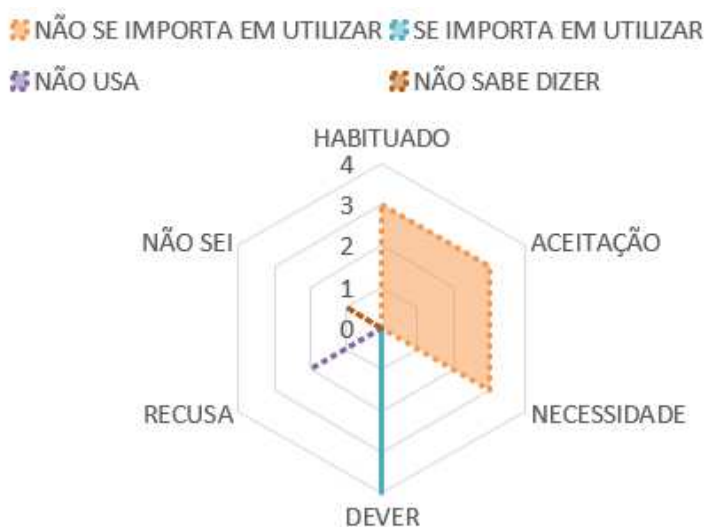 NÃO SE IMPORTA EM UTILIZAR SE IMPORTA EM UTILIZAR
NÃO USA NÃO SABE DIZER
HABITUADO
4
3
NÃO SEI ACEITAÇÃO
2
1
0
RECUSA NECESSIDADE
DEVER